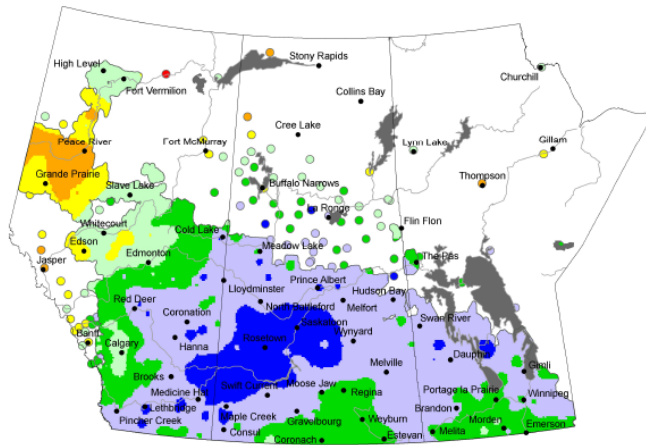 High Level
Stony Rapids
Churchill
Fort Vermilion
Collins Bay
Peace River
Fort McMurray
Cree Lake
Lynn Lake
Gillam
Grande Prairie
Slave Lake
Buffalo Narrows
Thompson
Whitecourt
La Ronge
Flin Flon
Edson
Cold Lake
Edmonton
Meadow Lake
The Pas
Jasper
Lloydminster
Prince Albert
Hudson Bay
Red Deer
North Battleford
Melfort
Coronation
Saskatoon
Swan River
Banff
Hanna
Rosetown
Wynyard
Calgary
Dauphin
Brooks
Melville
Gimli
Medicine Hat
Swift Current
Moose Jaw
Regina
Portage la Prairie
Winnipeg
Lethbridge
Maple Creek
Gravelbourg
Weyburn
Brandon
Morden
Pincher Creek
Consul
Coronach
Estevan
Melita
Emerson